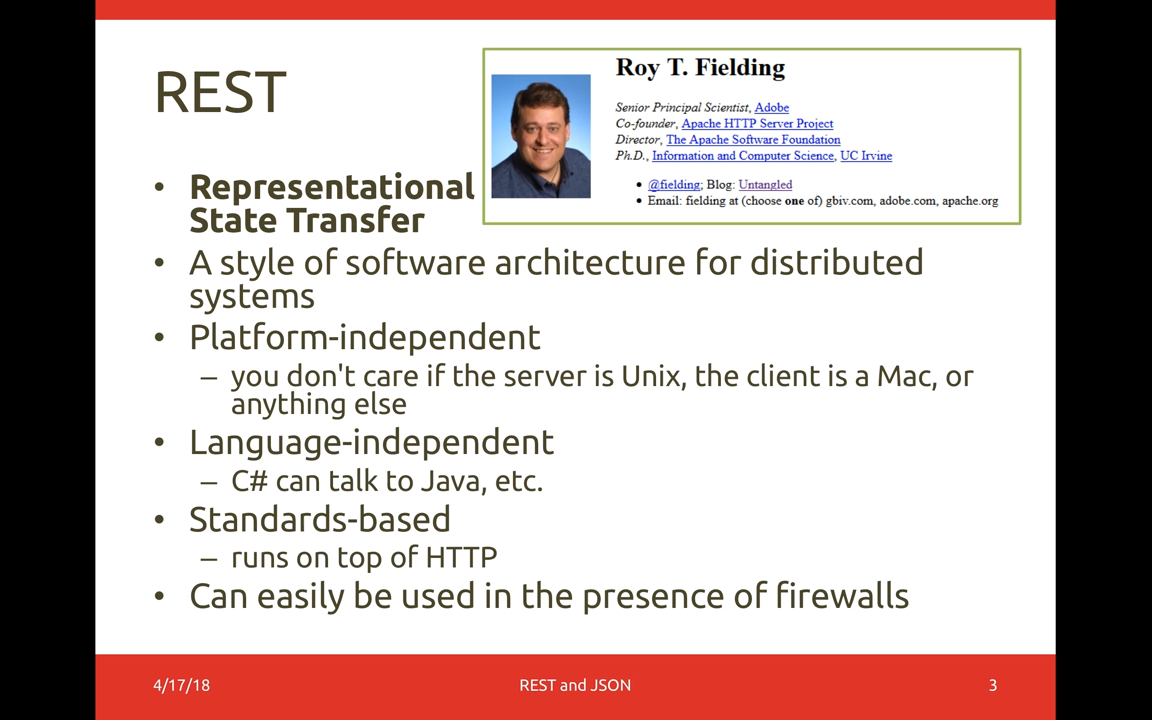 REST
Roy T. Fielding
Senior Principal Scientist, Adobe
Co-founder, Apache HTTP Server Project
Director, The Apache Software Foundation
Ph.D., Information and Computer Science, UC Irvine
• @fielding; Blog: Untangled
• Email: fielding at (choose one of) gbiv.com, adobe.com, apache.org
• Representational
State Transfer
• A style of software architecture for distributed
systems
• Platform-independent
– you don't care if the server is Unix, the client is a Mac, or
anything else
• Language-independent
– C# can talk to Java, etc.
• Standards-based
– runs on top of HTTP
• Can easily be used in the presence of firewalls
4/17/18
REST and JSON
3